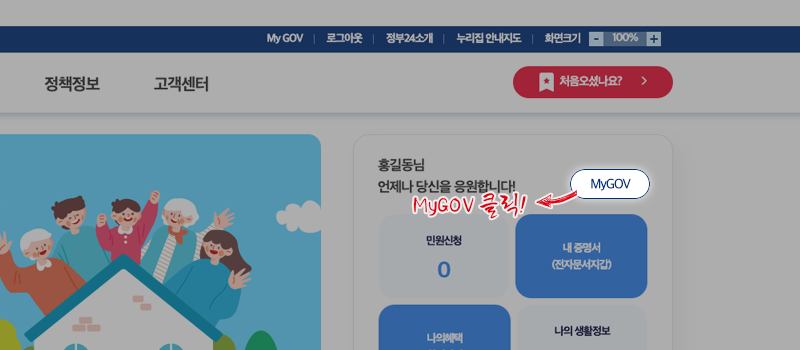 My GOV 로그아웃 정부24소개 누리집 안내지도 화면크기 - 100% +
정책정보 고객센터 처음오셨나요?
홍길동님
언제나 당신을 응원합니다!
MyGOV
MyGOV 클릭!
민원신청
0
내 증명서
(전자문서지갑)
나의혜택
나의 생활정보